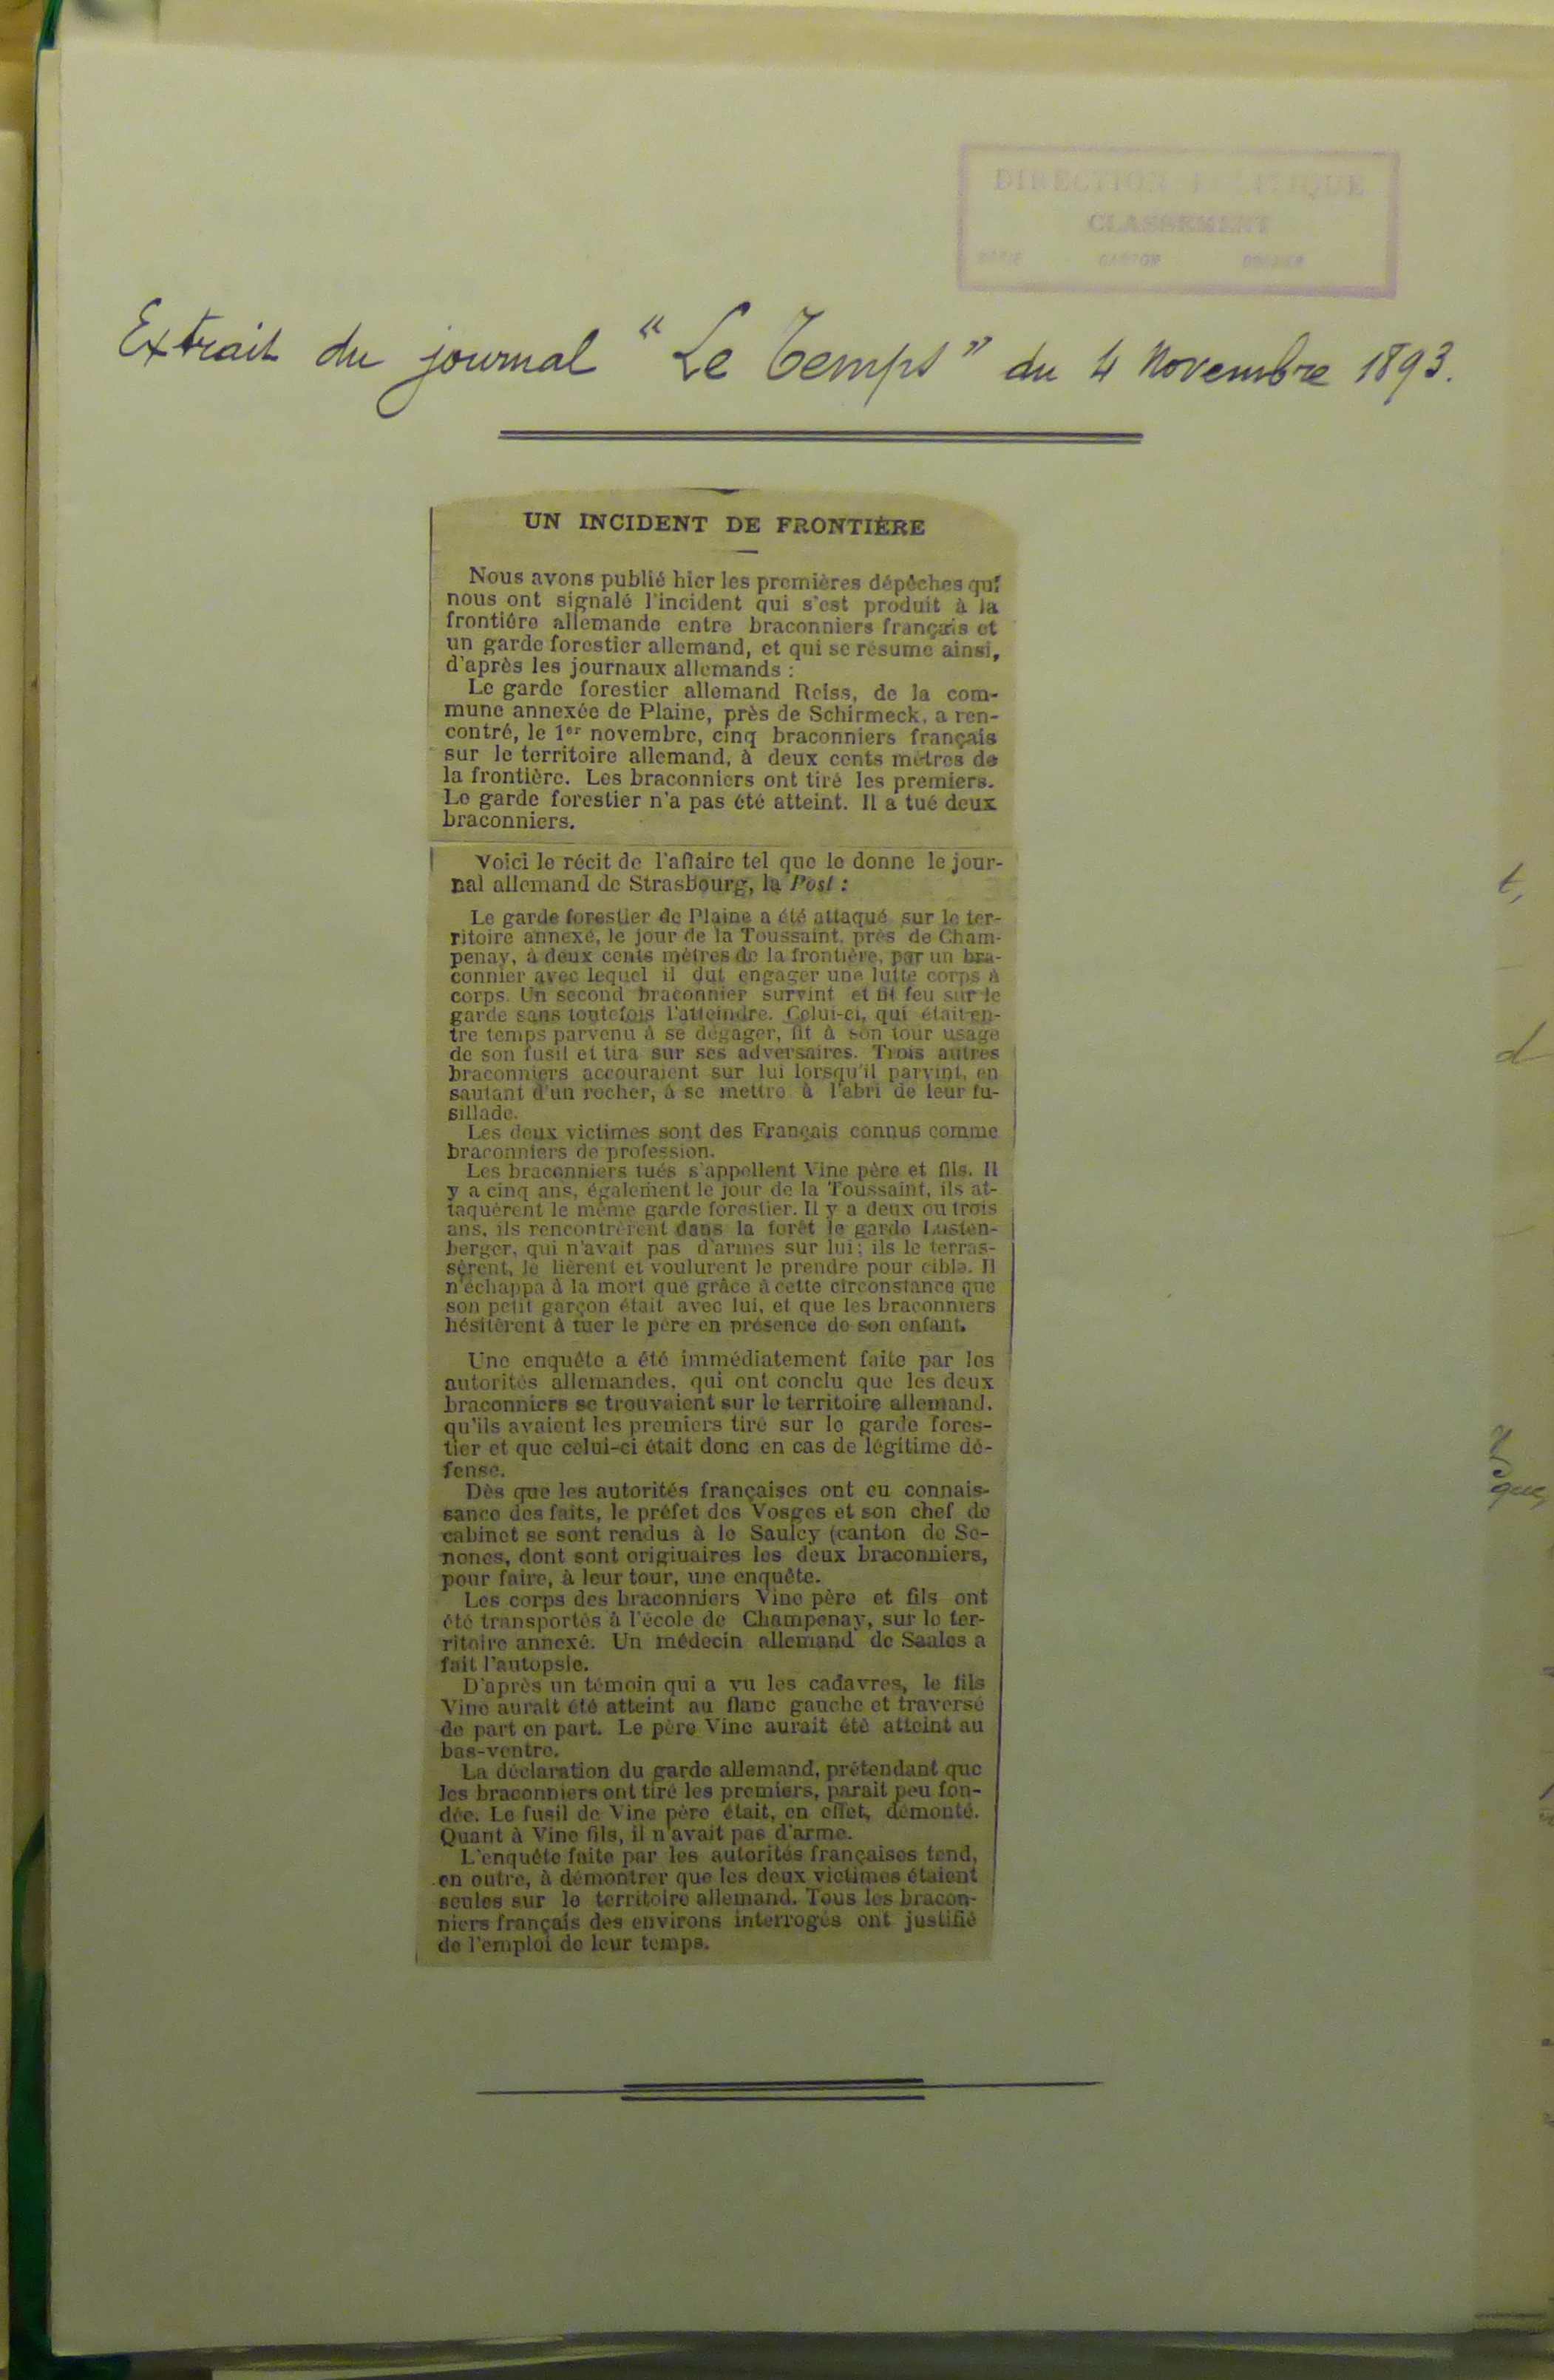 DIRECTION POLITIQUE
CLASSEMENT
SÉRIE CARTON DOSSIER
Extrait du journal "Le Temps" du 4 Novembre 1893.
UN INCIDENT DE FRONTIÈRE
Nous avons publié hier les premières dépêches qui
nous ont signalé l'incident qui s'est produit à la
frontière allemande entre braconniers français et
un garde forestier allemand, et qui se résume ainsi,
d'après les journaux allemands :
Le garde forestier allemand Reiss, de la com-
mune annexée de Plaine, près de Schirmeck, a ren-
contré, le 1er novembre, cinq braconniers français
sur le territoire allemand, à deux cents mètres de
la frontière. Les braconniers ont tiré les premiers.
Le garde forestier n'a pas été atteint. Il a tué deux
braconniers.
Voici le récit de l'affaire tel que le donne le jour-
nal allemand de Strasbourg, la Post :
Le garde forestier de Plaine a été attaqué sur le ter-
ritoire annexé, le jour de la Toussaint, près de Cham-
penay, à deux cents mètres de la frontière, par un bra-
connier avec lequel il dut engager une lutte corps à
corps. Un second braconnier survint et fit feu sur le
garde sans toutefois l'atteindre. Celui-ci, qui était en-
tre temps parvenu à se dégager, fit à son tour usage
de son fusil et tira sur ses adversaires. Trois autres
braconniers accouraient sur lui lorsqu'il parvint, en
sautant d'un rocher, à se mettre à l'abri de leur fu-
sillade.
Les deux victimes sont des Français connus comme
braconniers de profession.
Les braconniers tués s'appellent Vine père et fils. Il
y a cinq ans, également le jour de la Toussaint, ils at-
taquèrent le même garde forestier. Il y a deux ou trois
ans, ils rencontrèrent dans la forêt le garde Lusten-
berger, qui n'avait pas d'armes sur lui; ils le terras-
sèrent, le lièrent et voulurent le prendre pour cible. Il
n'échappa à la mort que grâce à cette circonstance que
son petit garçon était avec lui, et que les braconniers
hésitèrent à tuer le père en présence de son enfant.
Une enquête a été immédiatement faite par les
autorités allemandes, qui ont conclu que les deux
braconniers se trouvaient sur le territoire allemand,
qu'ils avaient les premiers tiré sur le garde fores-
tier et que celui-ci était donc en cas de légitime dé-
fense.
Dès que les autorités françaises ont eu connais-
sance des faits, le préfet des Vosges et son chef de
cabinet se sont rendus à le Saulcy (canton de Se-
nones, dont sont origiuaires les deux braconniers,
pour faire, à leur tour, une enquête.
Les corps des braconniers Vine père et fils ont
été transportés à l'école de Champenay, sur le ter-
ritoire annexé. Un médecin allemand de Saales a
fait l'autopsie.
D'après un témoin qui a vu les cadavres, le fils
Vine aurait été atteint au flanc gauche et traversé
de part en part. Le père Vine aurait été atteint au
bas-ventre.
La déclaration du garde allemand, prétendant que
les braconniers ont tiré les premiers, paraît peu fon-
dée. Le fusil de Vine père était, en effet, démonté.
Quant à Vine fils, il n'avait pas d'arme.
L'enquête faite par les autorités françaises tend,
en outre, à démontrer que les deux victimes étaient
seules sur le territoire allemand. Tous les bracon-
niers français des environs interrogés ont justifié
de l'emploi de leur temps.
t,
d
que,